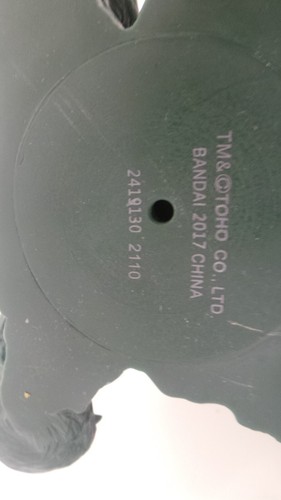 TM&©TOHO CO.,LTD.
BANDAI 2017 CHINA
2419130 2110